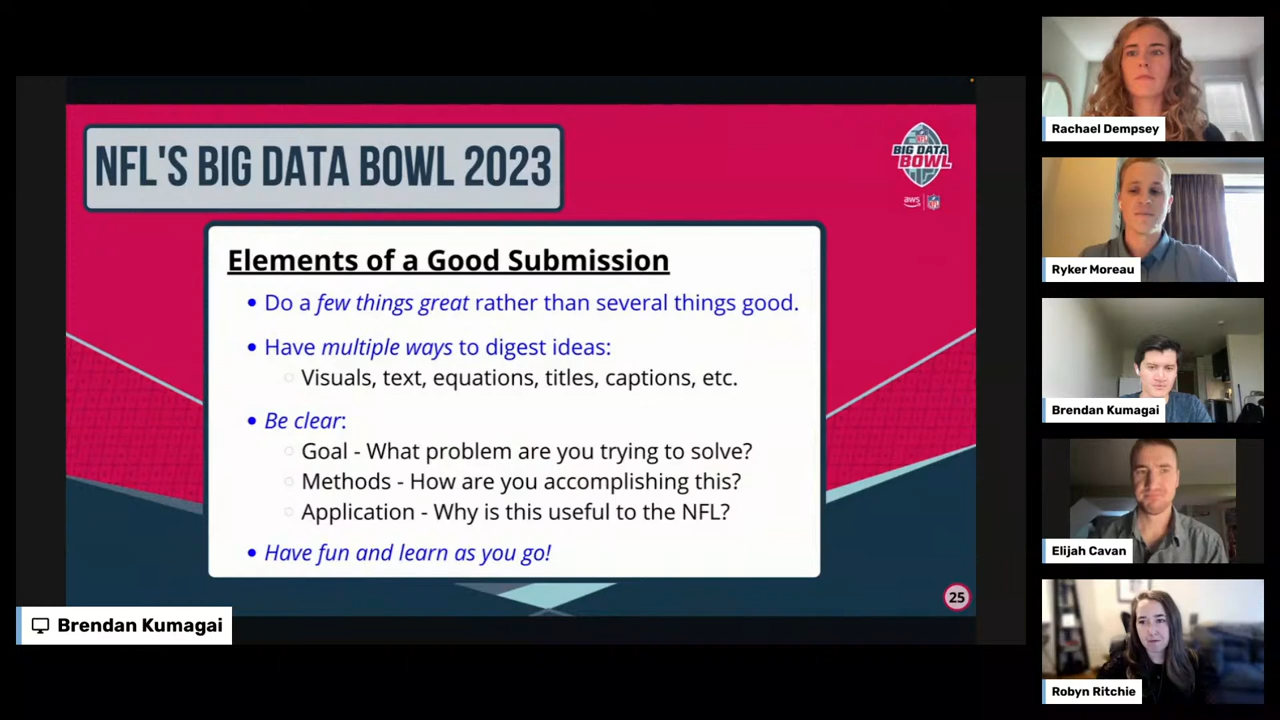 NFL'S BIG DATA BOWL 2023
BIG DATA
BOWL
aws
NFL
Elements of a Good Submission
• Do a few things great rather than several things good.
• Have multiple ways to digest ideas:
○ Visuals, text, equations, titles, captions, etc.
• Be clear:
○ Goal - What problem are you trying to solve?
○ Methods - How are you accomplishing this?
○ Application - Why is this useful to the NFL?
• Have fun and learn as you go!
25
Brendan Kumagai
Rachael Dempsey
Ryker Moreau
Brendan Kumagai
Elijah Cavan
Robyn Ritchie